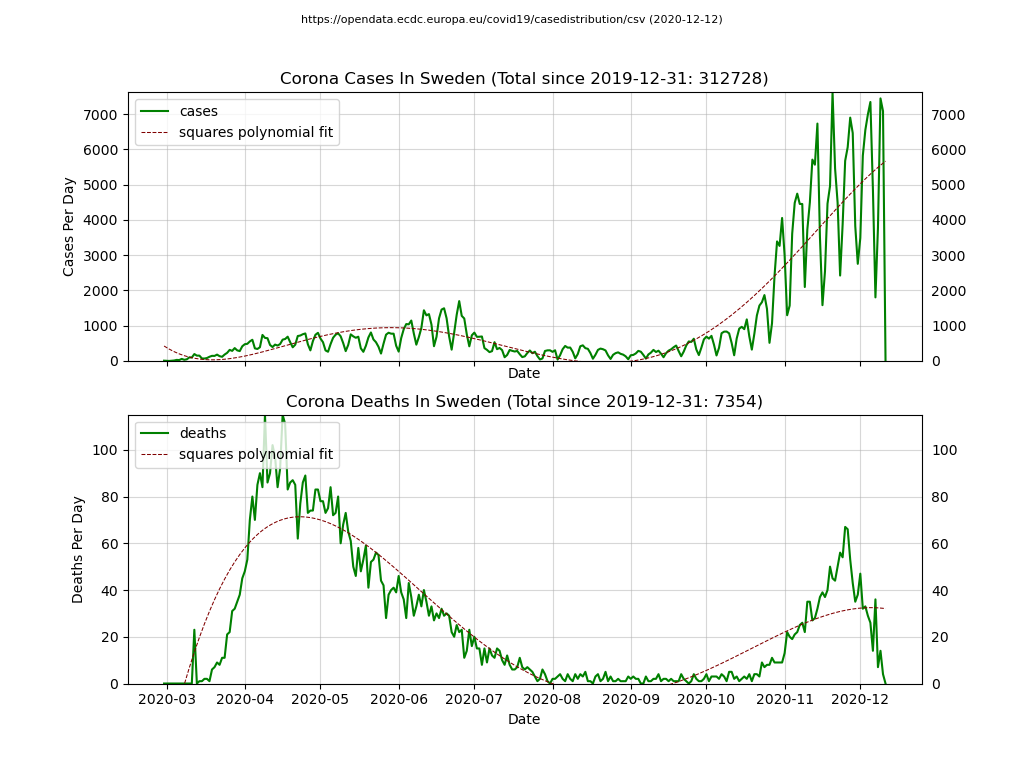 https://opendata.ecdc.europa.eu/covid19/casedistribution/csv (2020-12-12)
Corona Cases In Sweden (Total since 2019-12-31: 312728)
cases
squares polynomial fit
Cases Per Day
7000
6000
5000
4000
3000
2000
1000
0
7000
6000
5000
4000
3000
2000
1000
0
Date
Corona Deaths In Sweden (Total since 2019-12-31: 7354)
deaths
squares polynomial fit
Deaths Per Day
100
80
60
40
20
0
100
80
60
40
20
0
2020-03 2020-04 2020-05 2020-06 2020-07 2020-08 2020-09 2020-10 2020-11 2020-12
Date